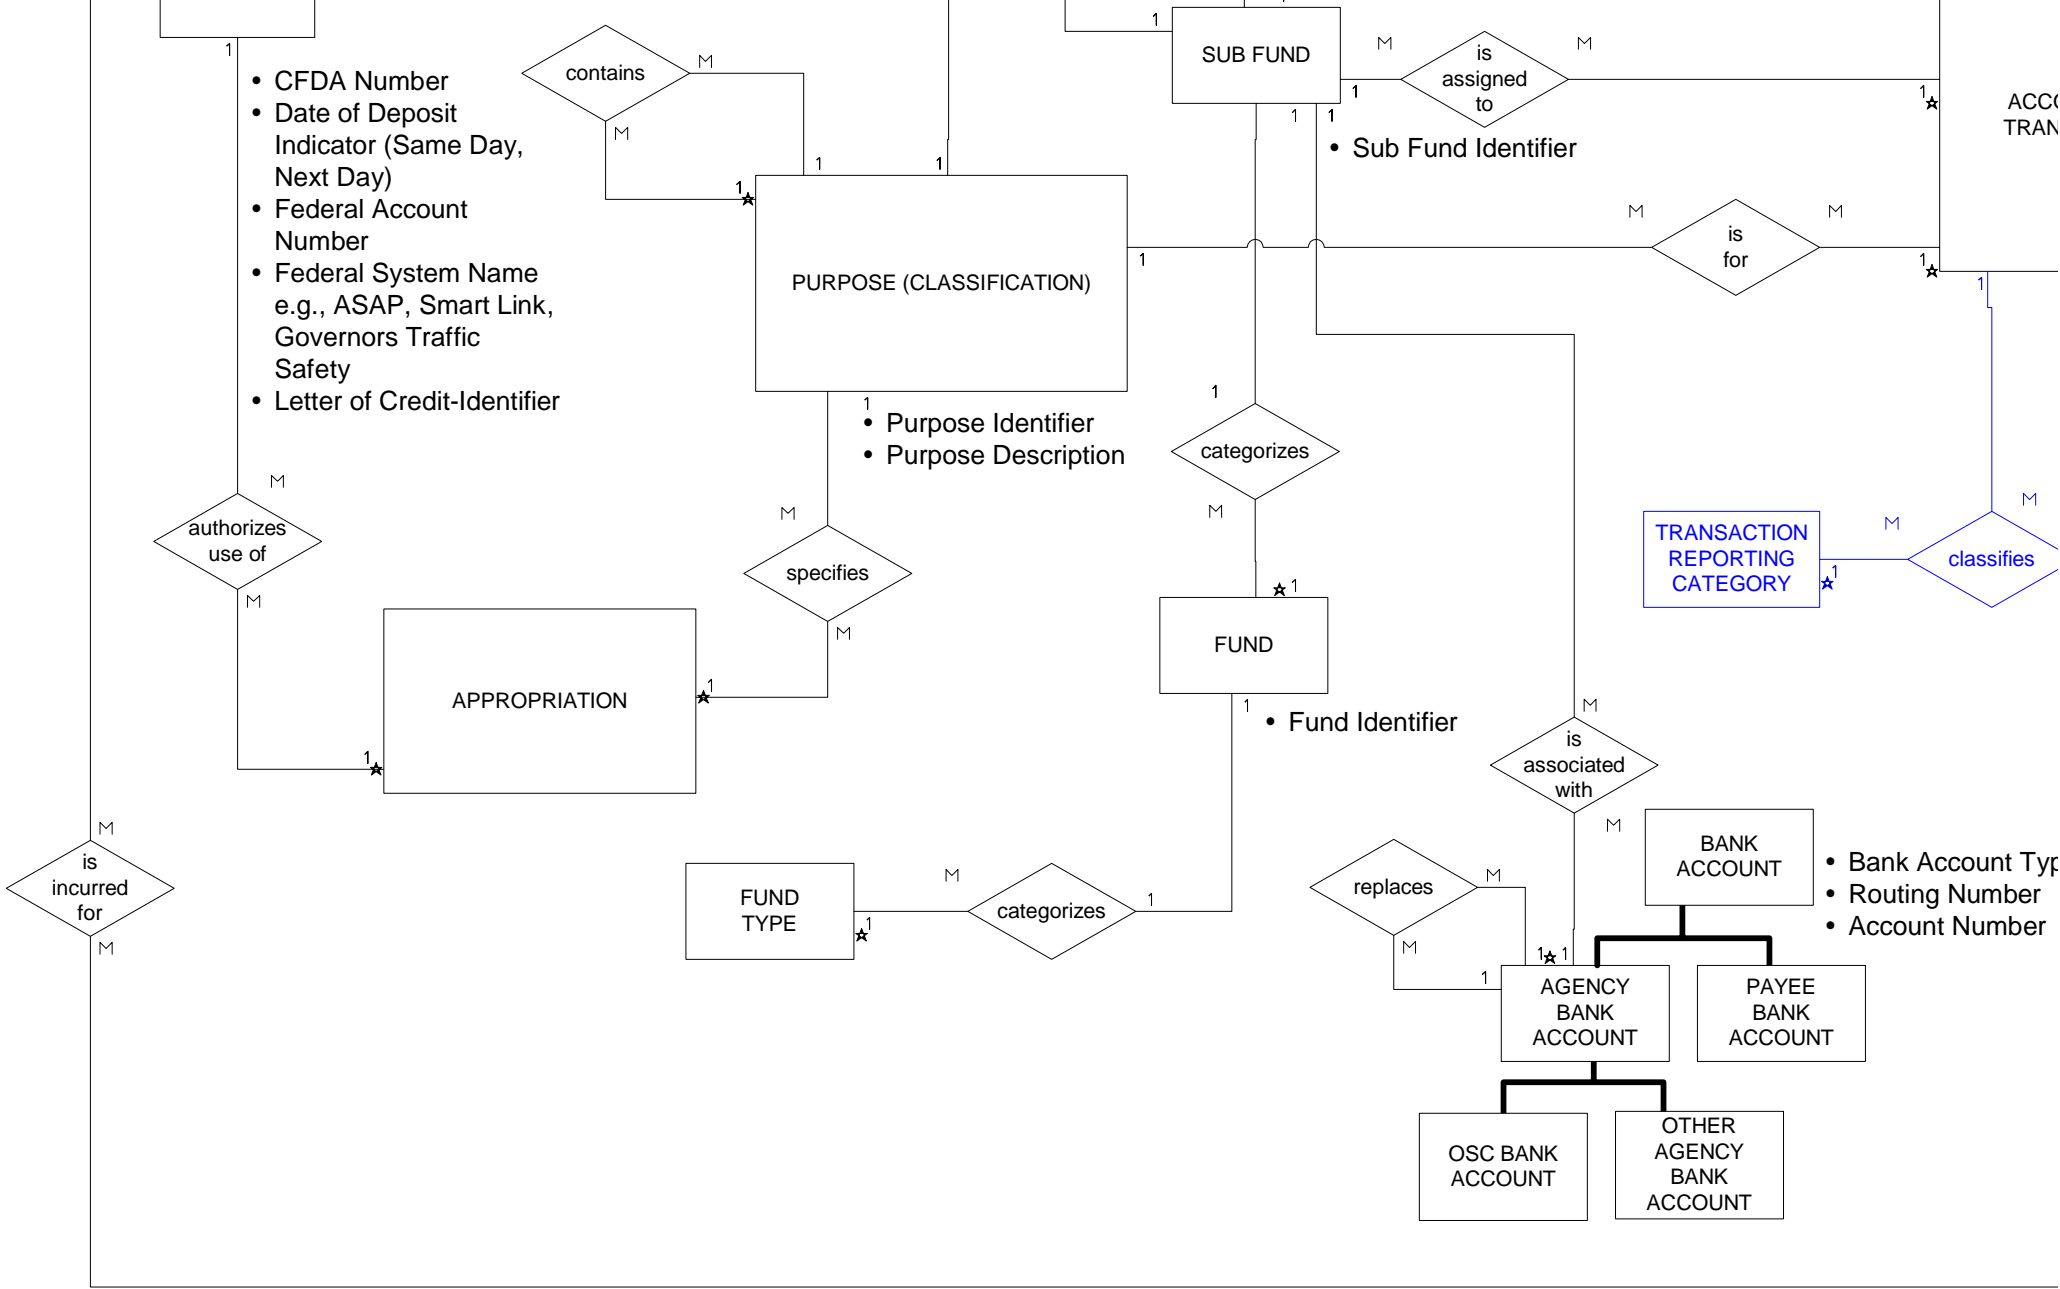 1
SUB FUND
M
M
is
assigned
to
1
1
★
ACCO
TRAN
1
• CFDA Number
• Date of Deposit
Indicator (Same Day,
Next Day)
• Federal Account
Number
• Federal System Name
e.g., ASAP, Smart Link,
Governors Traffic
Safety
• Letter of Credit-Identifier
contains
M
M
1
1
1
★
1
1
• Sub Fund Identifier
PURPOSE (CLASSIFICATION)
1
M
M
is
for
1
★
1
1
• Purpose Identifier
• Purpose Description
1
categorizes
M
M
authorizes
use of
M
M
specifies
M
★
1
FUND
1
• Fund Identifier
TRANSACTION
REPORTING
CATEGORY
M
M
classifies
1
★
APPROPRIATION
1
★
1
★
M
is
associated
with
M
M
is
incurred
for
M
FUND
TYPE
M
1
★
categorizes
1
replaces
M
M
1
1
★
1
BANK
ACCOUNT
• Bank Account Typ
• Routing Number
• Account Number
AGENCY
BANK
ACCOUNT
PAYEE
BANK
ACCOUNT
OSC BANK
ACCOUNT
OTHER
AGENCY
BANK
ACCOUNT